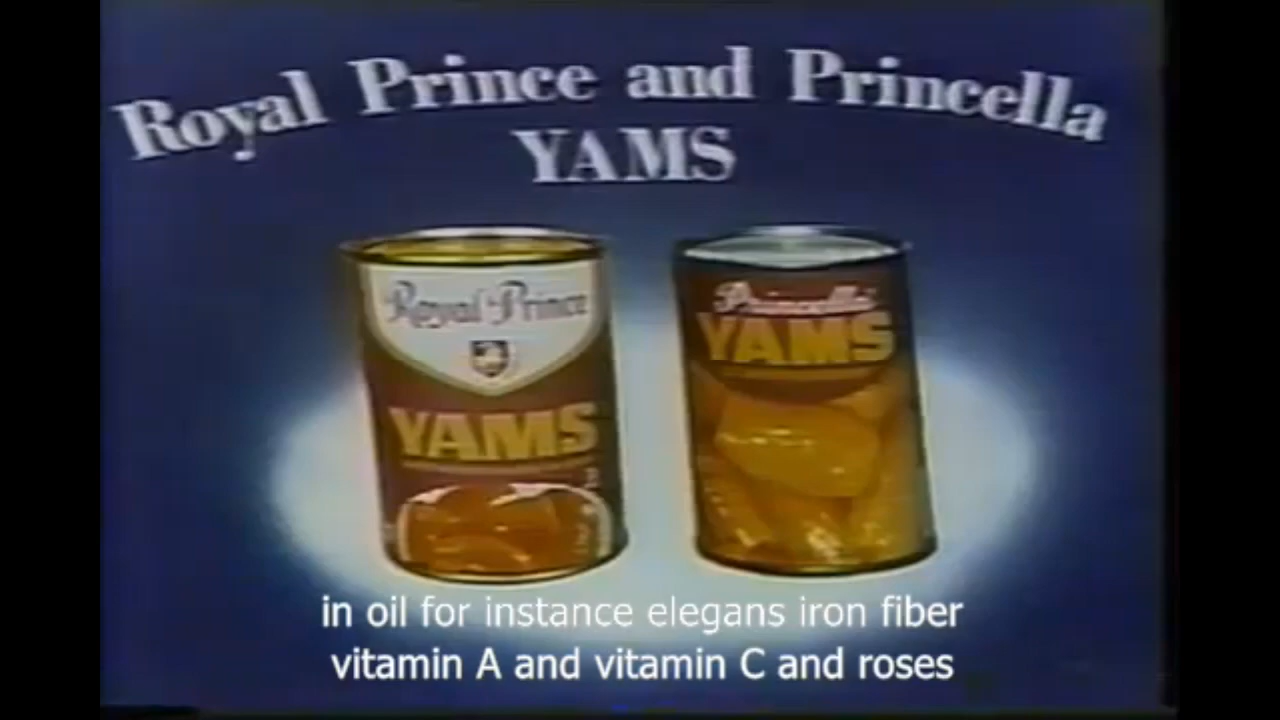 Royal Prince and Princella
YAMS
Royal Prince
YAMS
Princella
YAMS
in oil for instance elegans iron fiber
vitamin A and vitamin C and roses